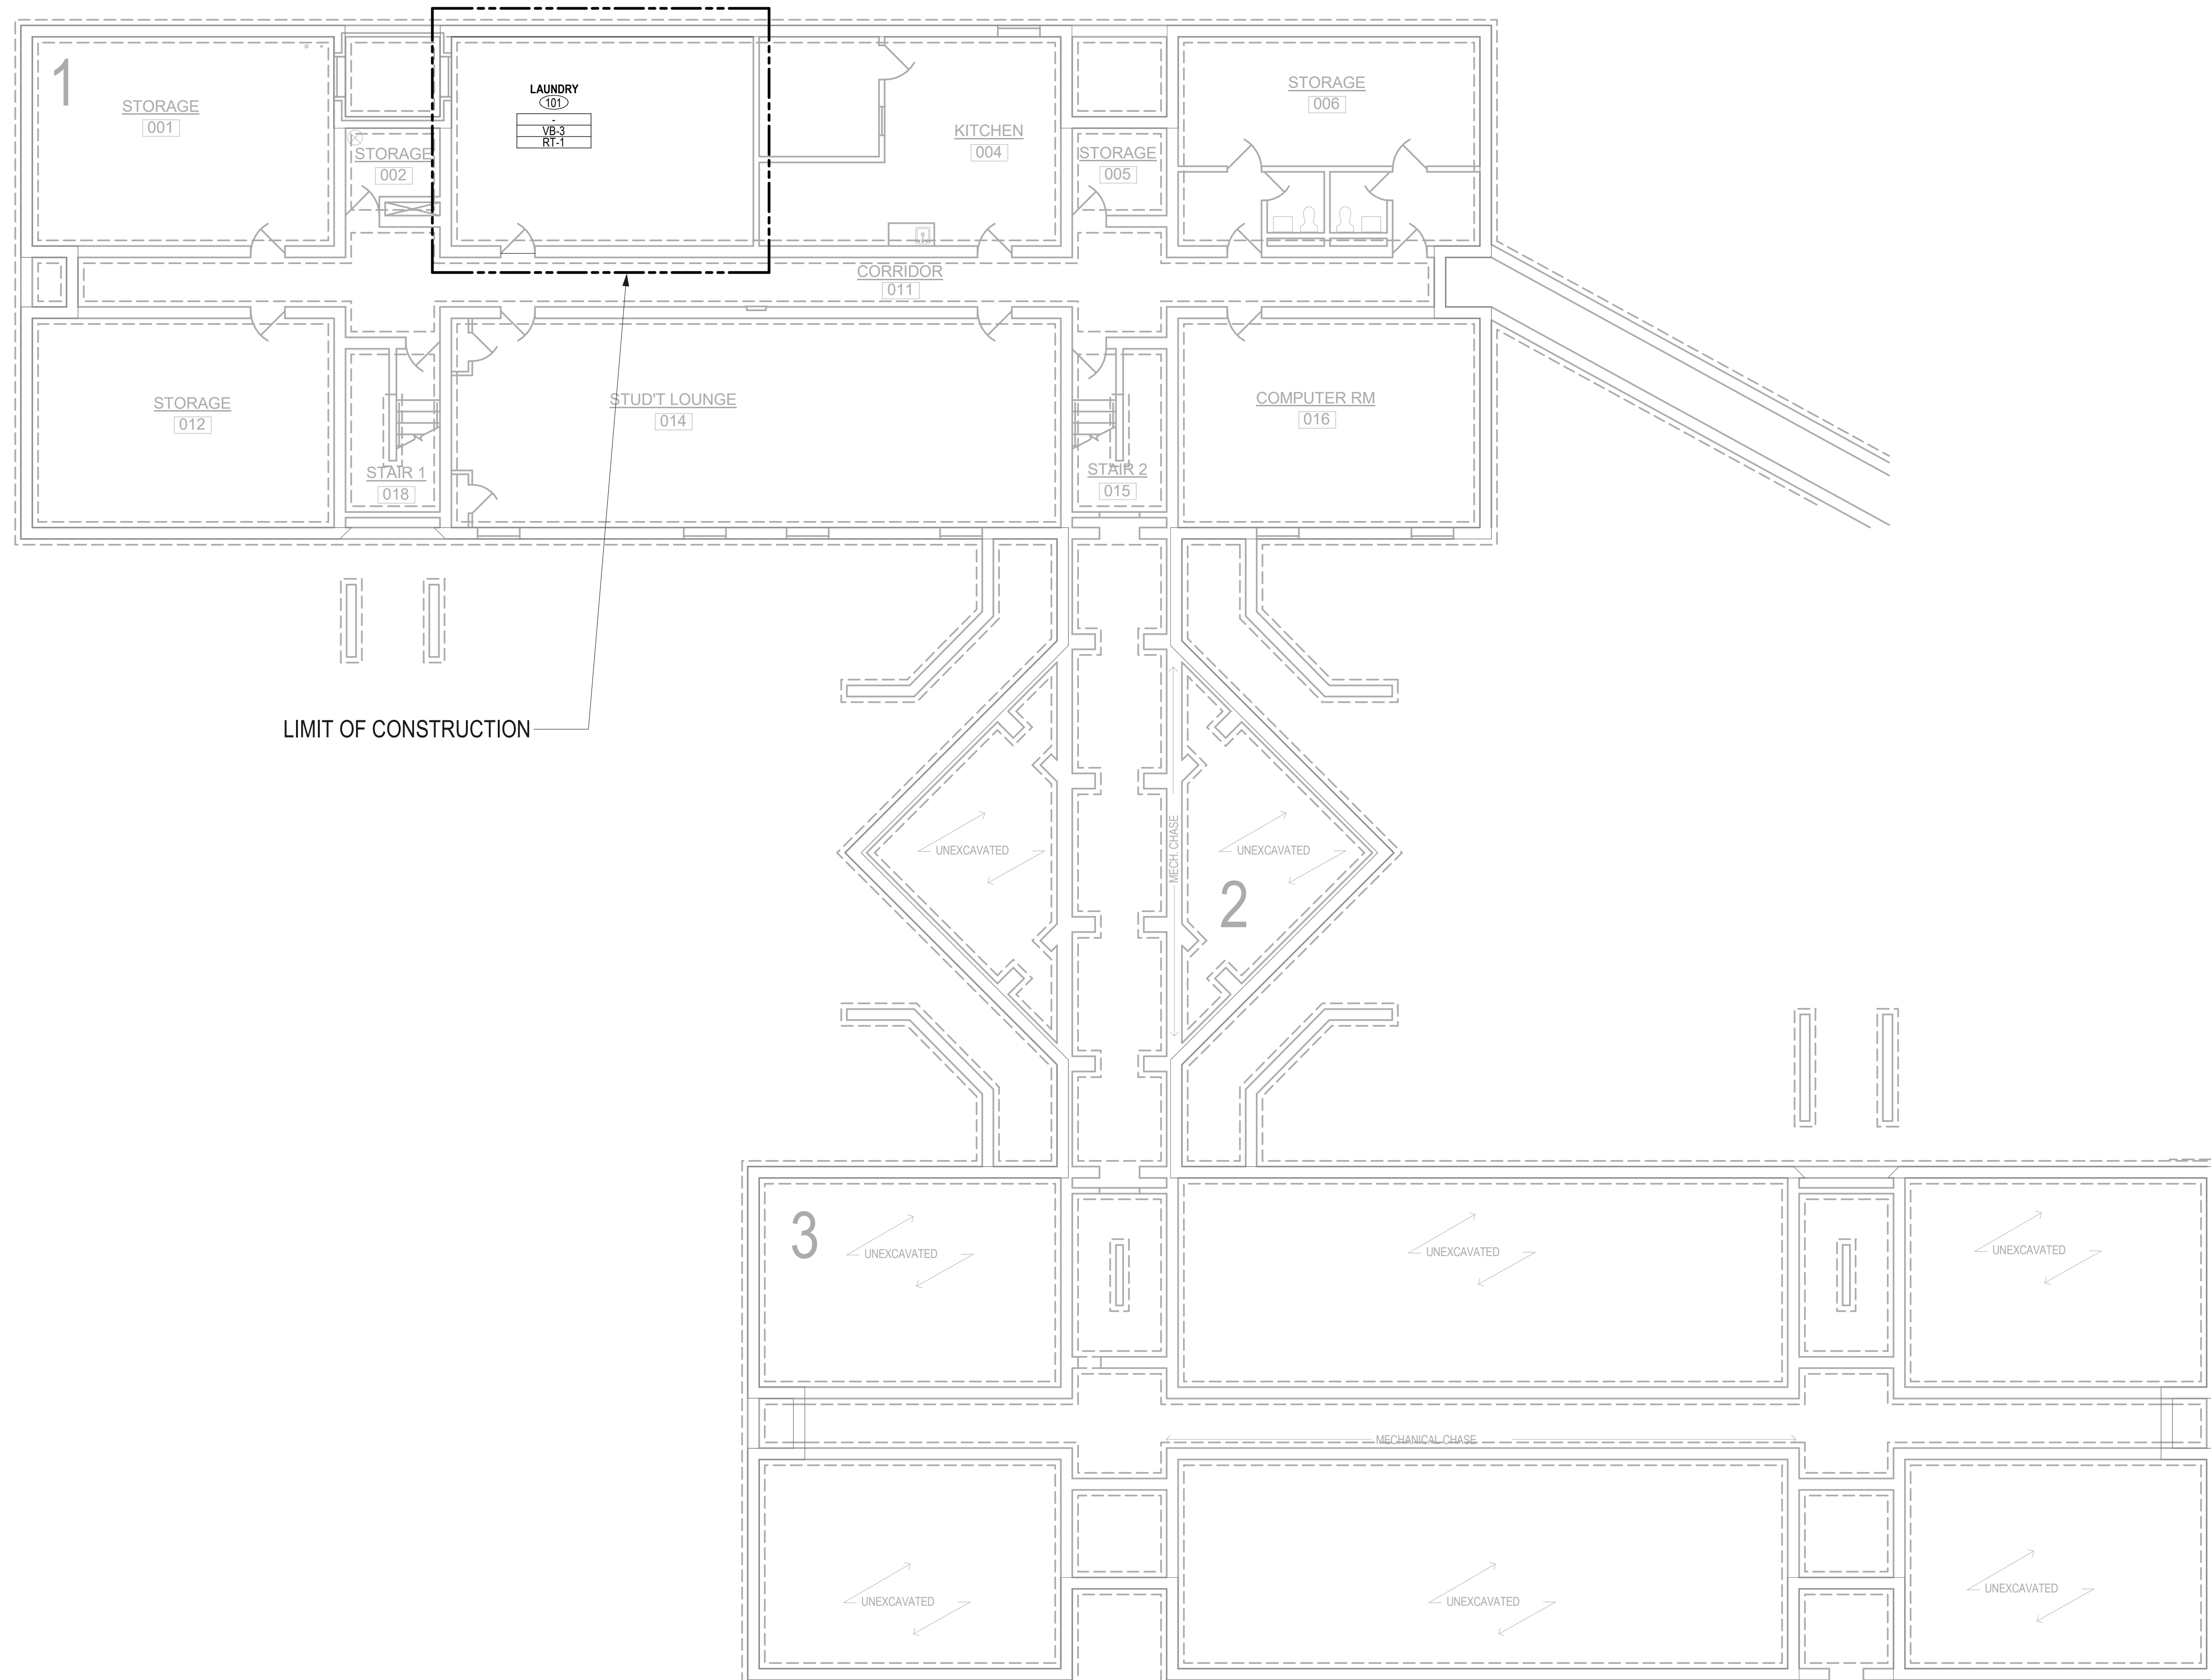 1
STORAGE
001
LAUNDRY
101
-
VB-3
RT-1
STORAGE
002
KITCHEN
004
STORAGE
005
STORAGE
006
CORRIDOR
011
STORAGE
012
STUD'T LOUNGE
014
COMPUTER RM
016
STAIR 1
018
STAIR 2
015
LIMIT OF CONSTRUCTION
UNEXCAVATED
MECH. CHASE
UNEXCAVATED
2
3
UNEXCAVATED
UNEXCAVATED
UNEXCAVATED
MECHANICAL CHASE
UNEXCAVATED
UNEXCAVATED
UNEXCAVATED